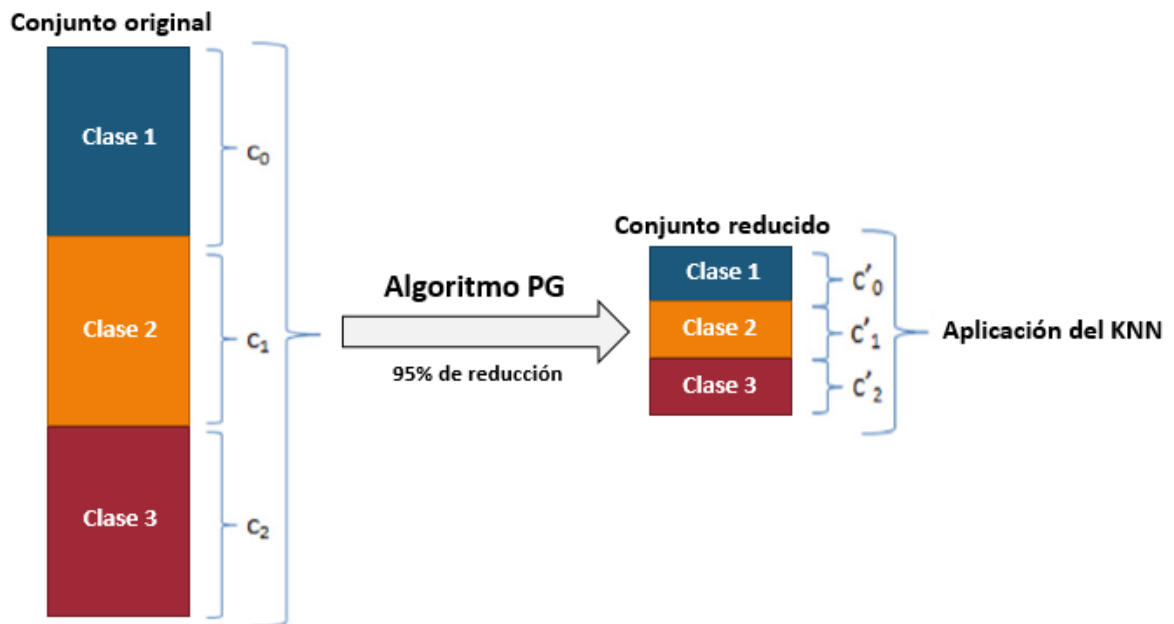 Conjunto original
Clase 1
c₀
Clase 2
c₁
Clase 3
c₂
Algoritmo PG
95% de reducción
Conjunto reducido
Clase 1
c′₀
Clase 2
c′₁
Clase 3
c′₂
Aplicación del KNN